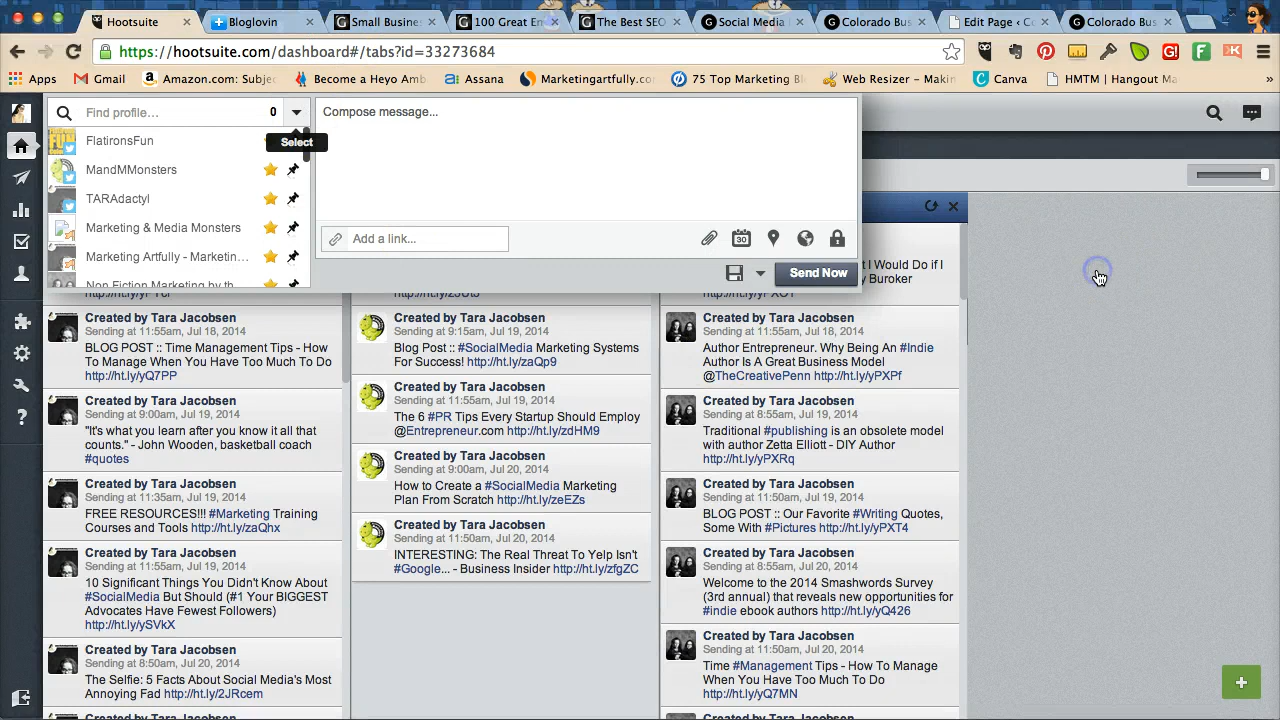 Hootsuite
Bloglovin
Small Busines
100 Great Em
The Best SEO
Social Media
Colorado Bus
Edit Page ‹ C
Colorado Bus
https://hootsuite.com/dashboard#/tabs?id=33273684
Apps
Gmail
Amazon.com: Subje
Become a Heyo Amb
Assana
Marketingartfully.com
75 Top Marketing B
Web Resizer - Makin
Canva
HMTM | Hangout Ma
Find profile...
0
Compose message...
Select
FlatironsFun
MandMMonsters
TARAdactyl
Marketing & Media Monsters
Marketing Artfully - Marketin...
Non Fiction Marketing by th
Add a link...
30
Send Now
t I Would Do if I
y Buroker
Created by Tara Jacobsen
Sending at 11:55am, Jul 18, 2014
BLOG POST :: Time Management Tips - How
To Manage When You Have Too Much To Do
http://ht.ly/yQ7PP
Created by Tara Jacobsen
Sending at 9:00am, Jul 19, 2014
"It's what you learn after you know it all that
counts." - John Wooden, basketball coach
#quotes
Created by Tara Jacobsen
Sending at 11:35am, Jul 19, 2014
FREE RESOURCES!!! #Marketing Training
Courses and Tools http://ht.ly/zaQhx
Created by Tara Jacobsen
Sending at 11:55am, Jul 19, 2014
10 Significant Things You Didn't Know About
#SocialMedia But Should (#1 Your BIGGEST
Advocates Have Fewest Followers)
http://ht.ly/ySVkX
Created by Tara Jacobsen
Sending at 8:50am, Jul 20, 2014
The Selfie: 5 Facts About Social Media's Most
Annoying Fad http://ht.ly/2JRcem
Created by Tara Jacobsen
Sending at 9:15am, Jul 19, 2014
Blog Post :: #SocialMedia Marketing Systems
For Success! http://ht.ly/zaQp9
Created by Tara Jacobsen
Sending at 11:55am, Jul 19, 2014
The 6 #PR Tips Every Startup Should Employ
@Entrepreneur.com http://ht.ly/zdHM9
Created by Tara Jacobsen
Sending at 9:00am, Jul 20, 2014
How to Create a #SocialMedia Marketing
Plan From Scratch http://ht.ly/zeEZs
Created by Tara Jacobsen
Sending at 11:50am, Jul 20, 2014
INTERESTING: The Real Threat To Yelp Isn't
#Google... - Business Insider http://ht.ly/zfgZC
Created by Tara Jacobsen
Sending at 11:55am, Jul 18, 2014
Author Entrepreneur. Why Being An #Indie
Author Is A Great Business Model
@TheCreativePenn http://ht.ly/yPXPf
Created by Tara Jacobsen
Sending at 8:55am, Jul 19, 2014
Traditional #publishing is an obsolete model
with author Zetta Elliott - DIY Author
http://ht.ly/yPXRq
Created by Tara Jacobsen
Sending at 11:50am, Jul 19, 2014
BLOG POST :: Our Favorite #Writing Quotes,
Some With #Pictures http://ht.ly/yPXT4
Created by Tara Jacobsen
Sending at 8:55am, Jul 20, 2014
Welcome to the 2014 Smashwords Survey
(3rd annual) that reveals new opportunities for
#indie ebook authors http://ht.ly/yQ426
Created by Tara Jacobsen
Sending at 11:50am, Jul 20, 2014
Time #Management Tips - How To Manage
When You Have Too Much To Do
http://ht.ly/yQ7MN